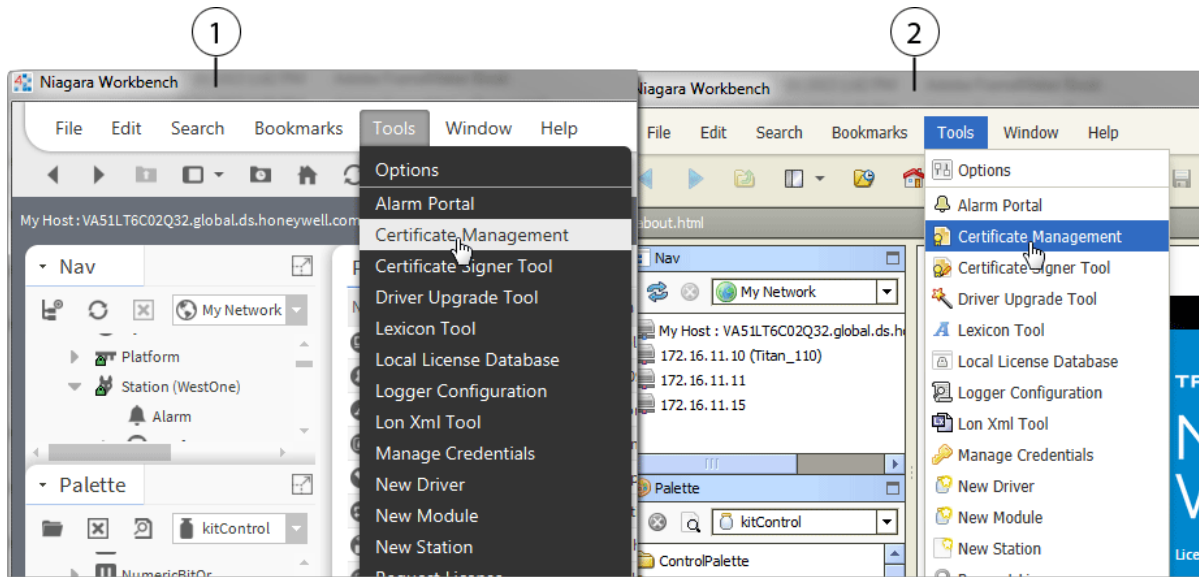 1
2
Niagara Workbench
File Edit Search Bookmarks Tools Window Help
Options
Alarm Portal
Certificate Management
Certificate Signer Tool
Driver Upgrade Tool
Lexicon Tool
Local License Database
Logger Configuration
Lon Xml Tool
Manage Credentials
New Driver
New Module
New Station
My Host : VA51LT6C02Q32.global.ds.honeywell.com
Nav
My Network
Platform
Station (WestOne)
Alarm
Palette
kitControl
NumericBitOr
Niagara Workbench
File Edit Search Bookmarks Tools Window Help
Options
Alarm Portal
Certificate Management
Certificate Signer Tool
Driver Upgrade Tool
Lexicon Tool
Local License Database
Logger Configuration
Lon Xml Tool
Manage Credentials
New Driver
New Module
New Station
about.html
Nav
My Network
My Host : VA51LT6C02Q32.global.ds.h
172.16.11.10 (Titan_110)
172.16.11.11
172.16.11.15
Palette
kitControl
ControlPalette